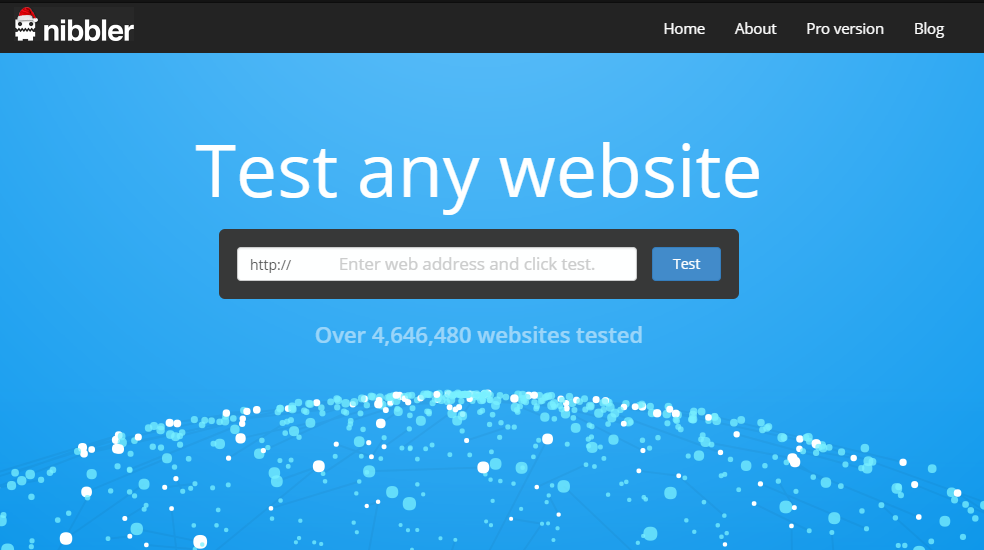 nibbler
Home About Pro version Blog
Test any website
http:// Enter web address and click test. Test
Over 4,646,480 websites tested